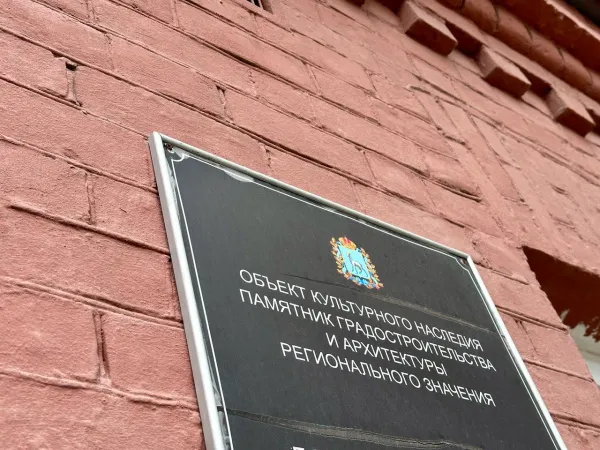 ОБЪЕКТ КУЛЬТУРНОГО НАСЛЕДИЯ
ПАМЯТНИК ГРАДОСТРОИТЕЛЬСТВА
И АРХИТЕКТУРЫ
РЕГИОНАЛЬНОГО ЗНАЧЕНИЯ